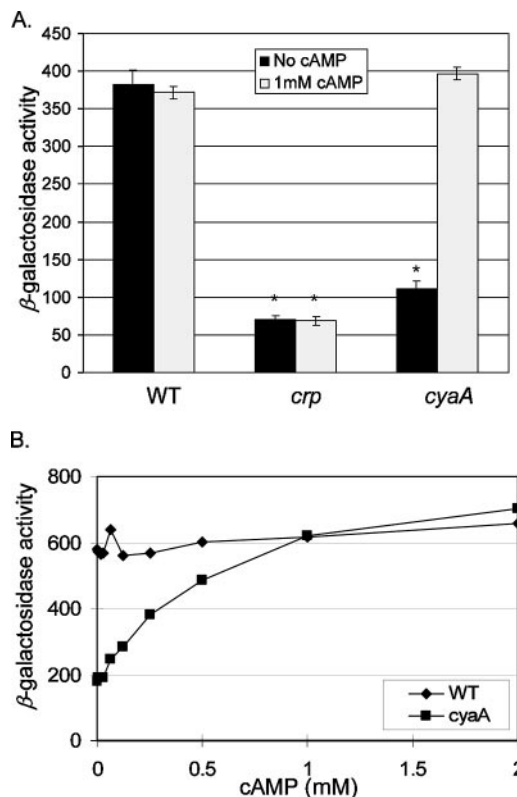 A.
β-galactosidase activity
450
400
350
300
250
200
150
100
50
0
No cAMP
1mM cAMP
* * *
WT crp cyaA
B.
β-galactosidase activity
800
600
400
200
0
WT
cyaA
0 0.5 1 1.5 2
cAMP (mM)